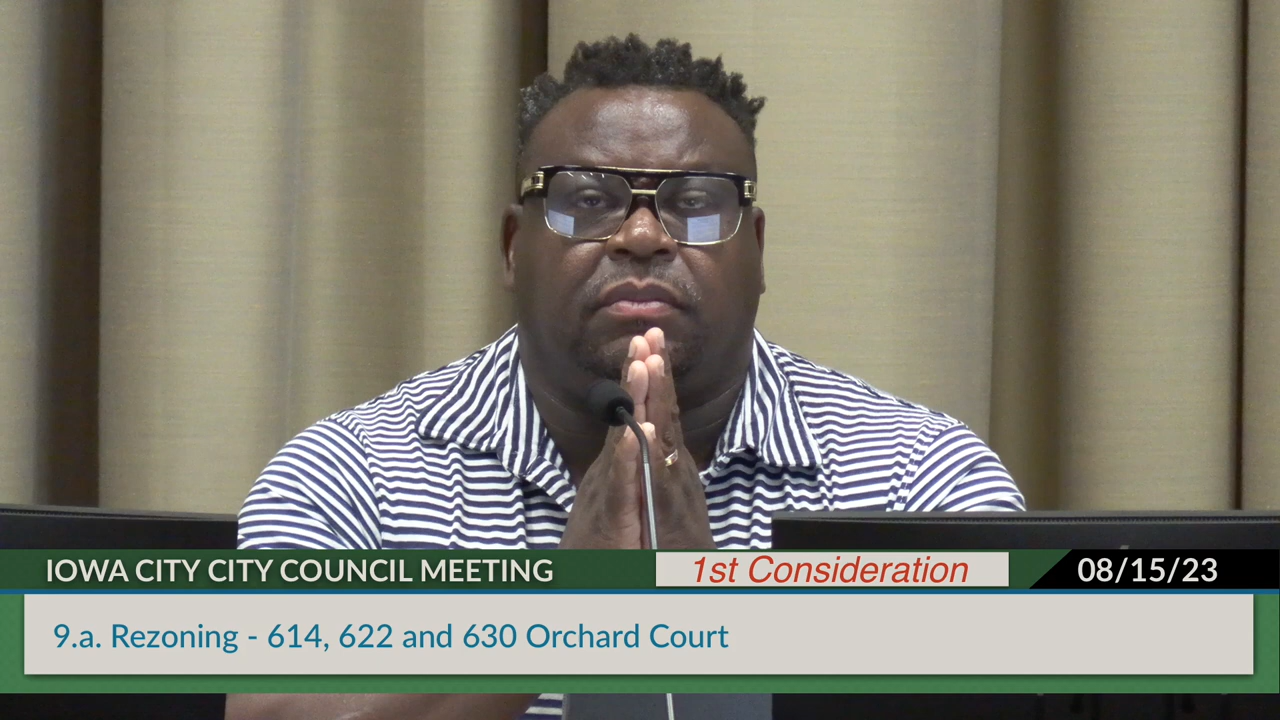 IOWA CITY CITY COUNCIL MEETING
1st Consideration
08/15/23
9.a. Rezoning - 614, 622 and 630 Orchard Court